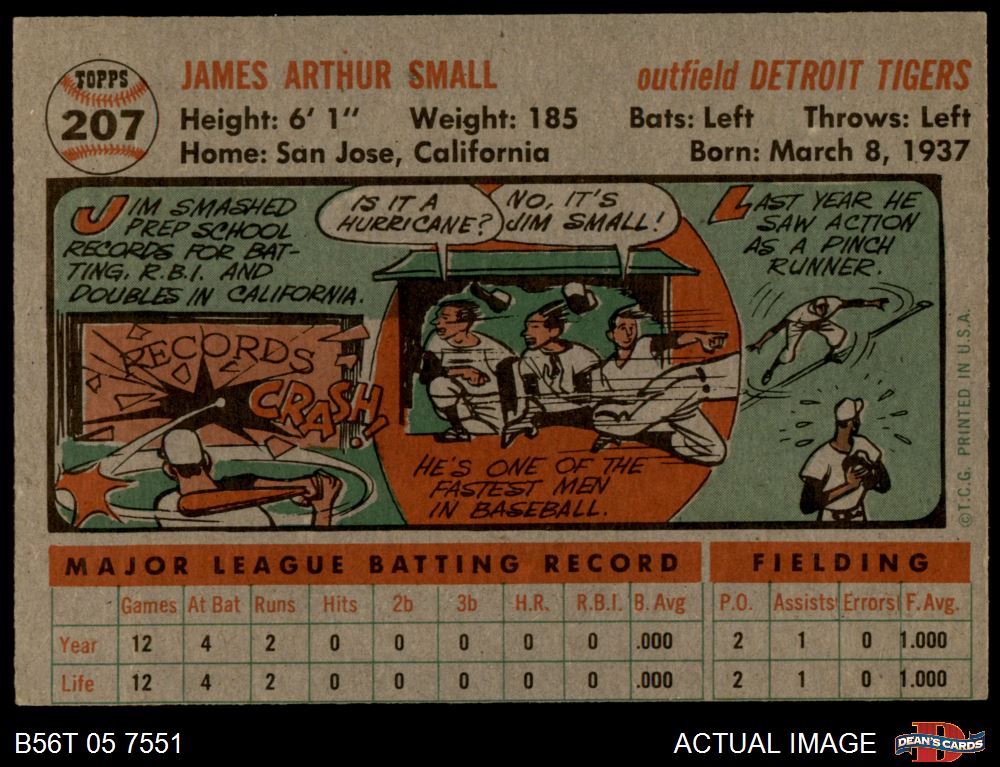 TOPPS
207
JAMES ARTHUR SMALL
outfield DETROIT TIGERS
Height: 6' 1"
Weight: 185
Bats: Left
Throws: Left
Home: San Jose, California
Born: March 8, 1937
JIM SMASHED
PREP SCHOOL
RECORDS FOR BAT-
TING, R.B.I. AND
DOUBLES IN CALIFORNIA.
RECORDS
CRASH!
IS IT A
HURRICANE?
NO, IT'S
JIM SMALL!
HE'S ONE OF THE
FASTEST MEN
IN BASEBALL.
LAST YEAR HE
SAW ACTION
AS A PINCH
RUNNER.
©T.C.G. PRINTED IN U.S.A.
MAJOR LEAGUE BATTING RECORD
FIELDING
Games At Bat Runs Hits 2b 3b H.R. R.B.I. B. Avg P.O. Assists Errors F. Avg.
Year 12 4 2 0 0 0 0 0 .000 2 1 0 1.000
Life 12 4 2 0 0 0 0 0 .000 2 1 0 1.000
B56T 05 7551
ACTUAL IMAGE
D
DEAN'S CARDS